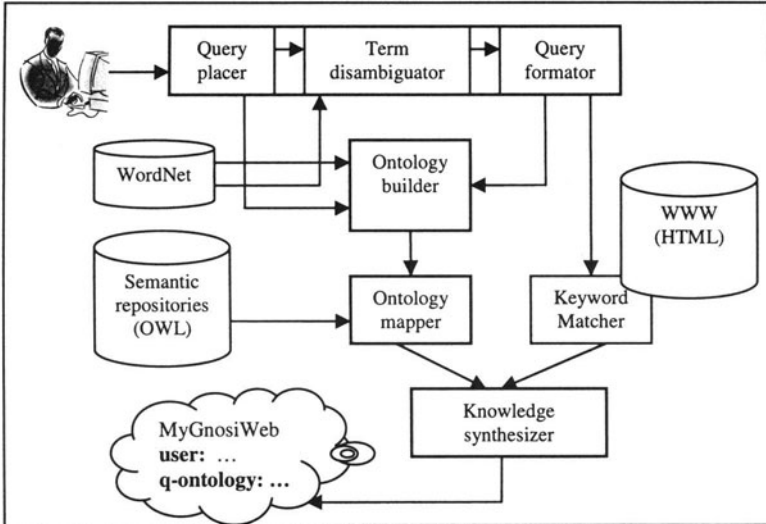 Query
placer
Term
disambiguator
Query
formator
WordNet
Ontology
builder
WWW
(HTML)
Semantic
repositories
(OWL)
Ontology
mapper
Keyword
Matcher
MyGnosiWeb
user: ...
q-ontology: ...
Knowledge
synthesizer